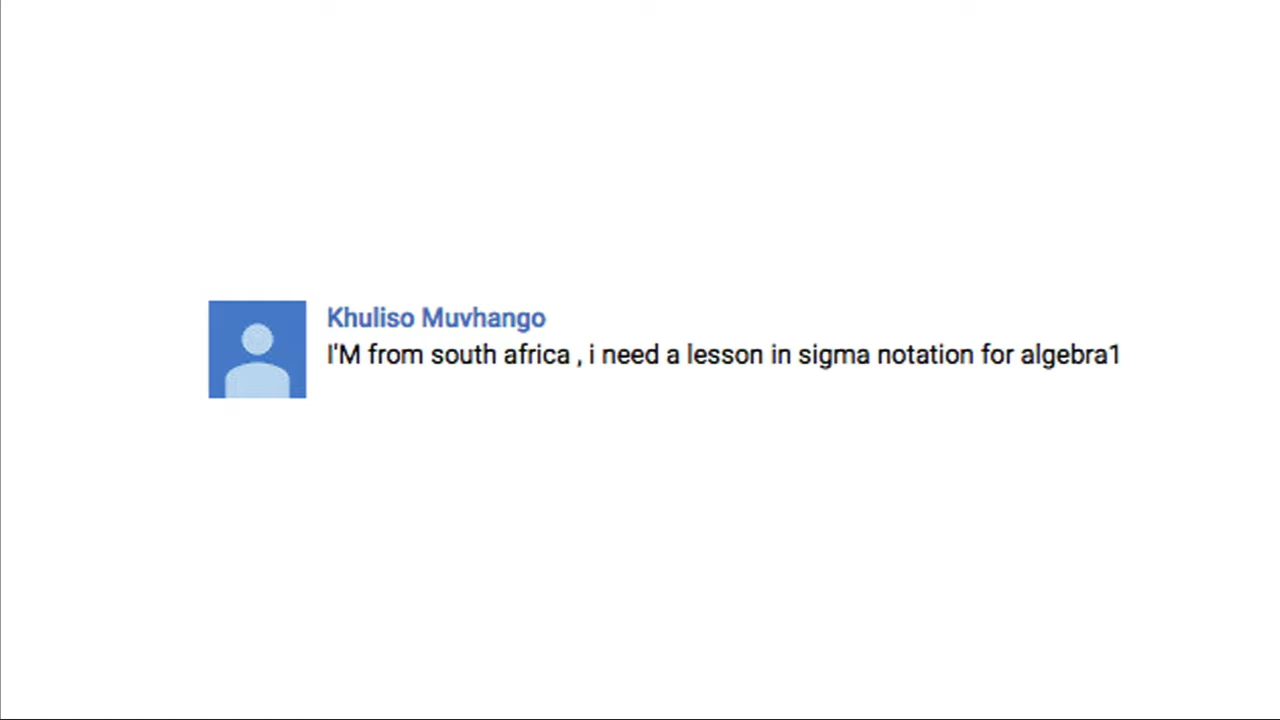 Khuliso Muvhango
I'M from south africa , i need a lesson in sigma notation for algebra1